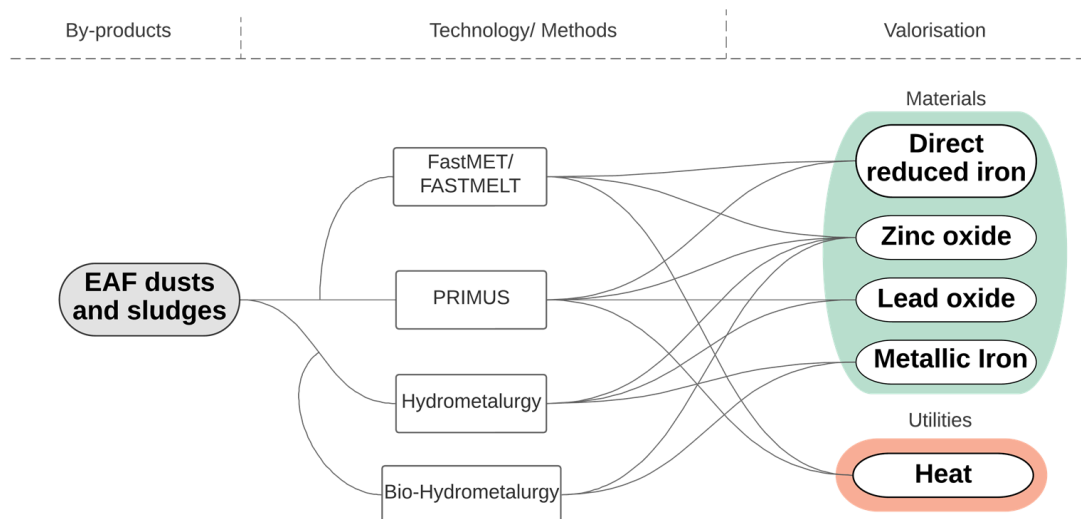 By-products
Technology/ Methods
Valorisation
Materials
FastMET/
FASTMELT
Direct
reduced iron
Zinc oxide
EAF dusts
and sludges
PRIMUS
Lead oxide
Metallic Iron
Hydrometalurgy
Utilities
Bio-Hydrometalurgy
Heat